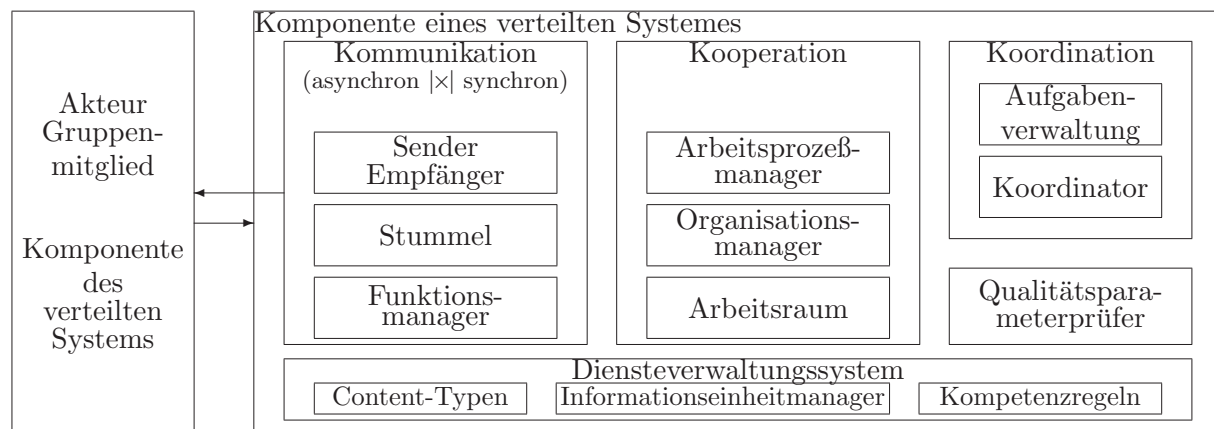 Akteur
Gruppen-
mitglied
Komponente
des
verteilten
Systems
Komponente eines verteilten Systemes
Kommunikation
(asynchron |×| synchron)
Sender
Empfänger
Stummel
Funktions-
manager
Kooperation
Arbeitsprozeß-
manager
Organisations-
manager
Arbeitsraum
Koordination
Aufgaben-
verwaltung
Koordinator
Qualitätspara-
meterprüfer
Diensteverwaltungssystem
Content-Typen
Informationseinheitmanager
Kompetenzregeln